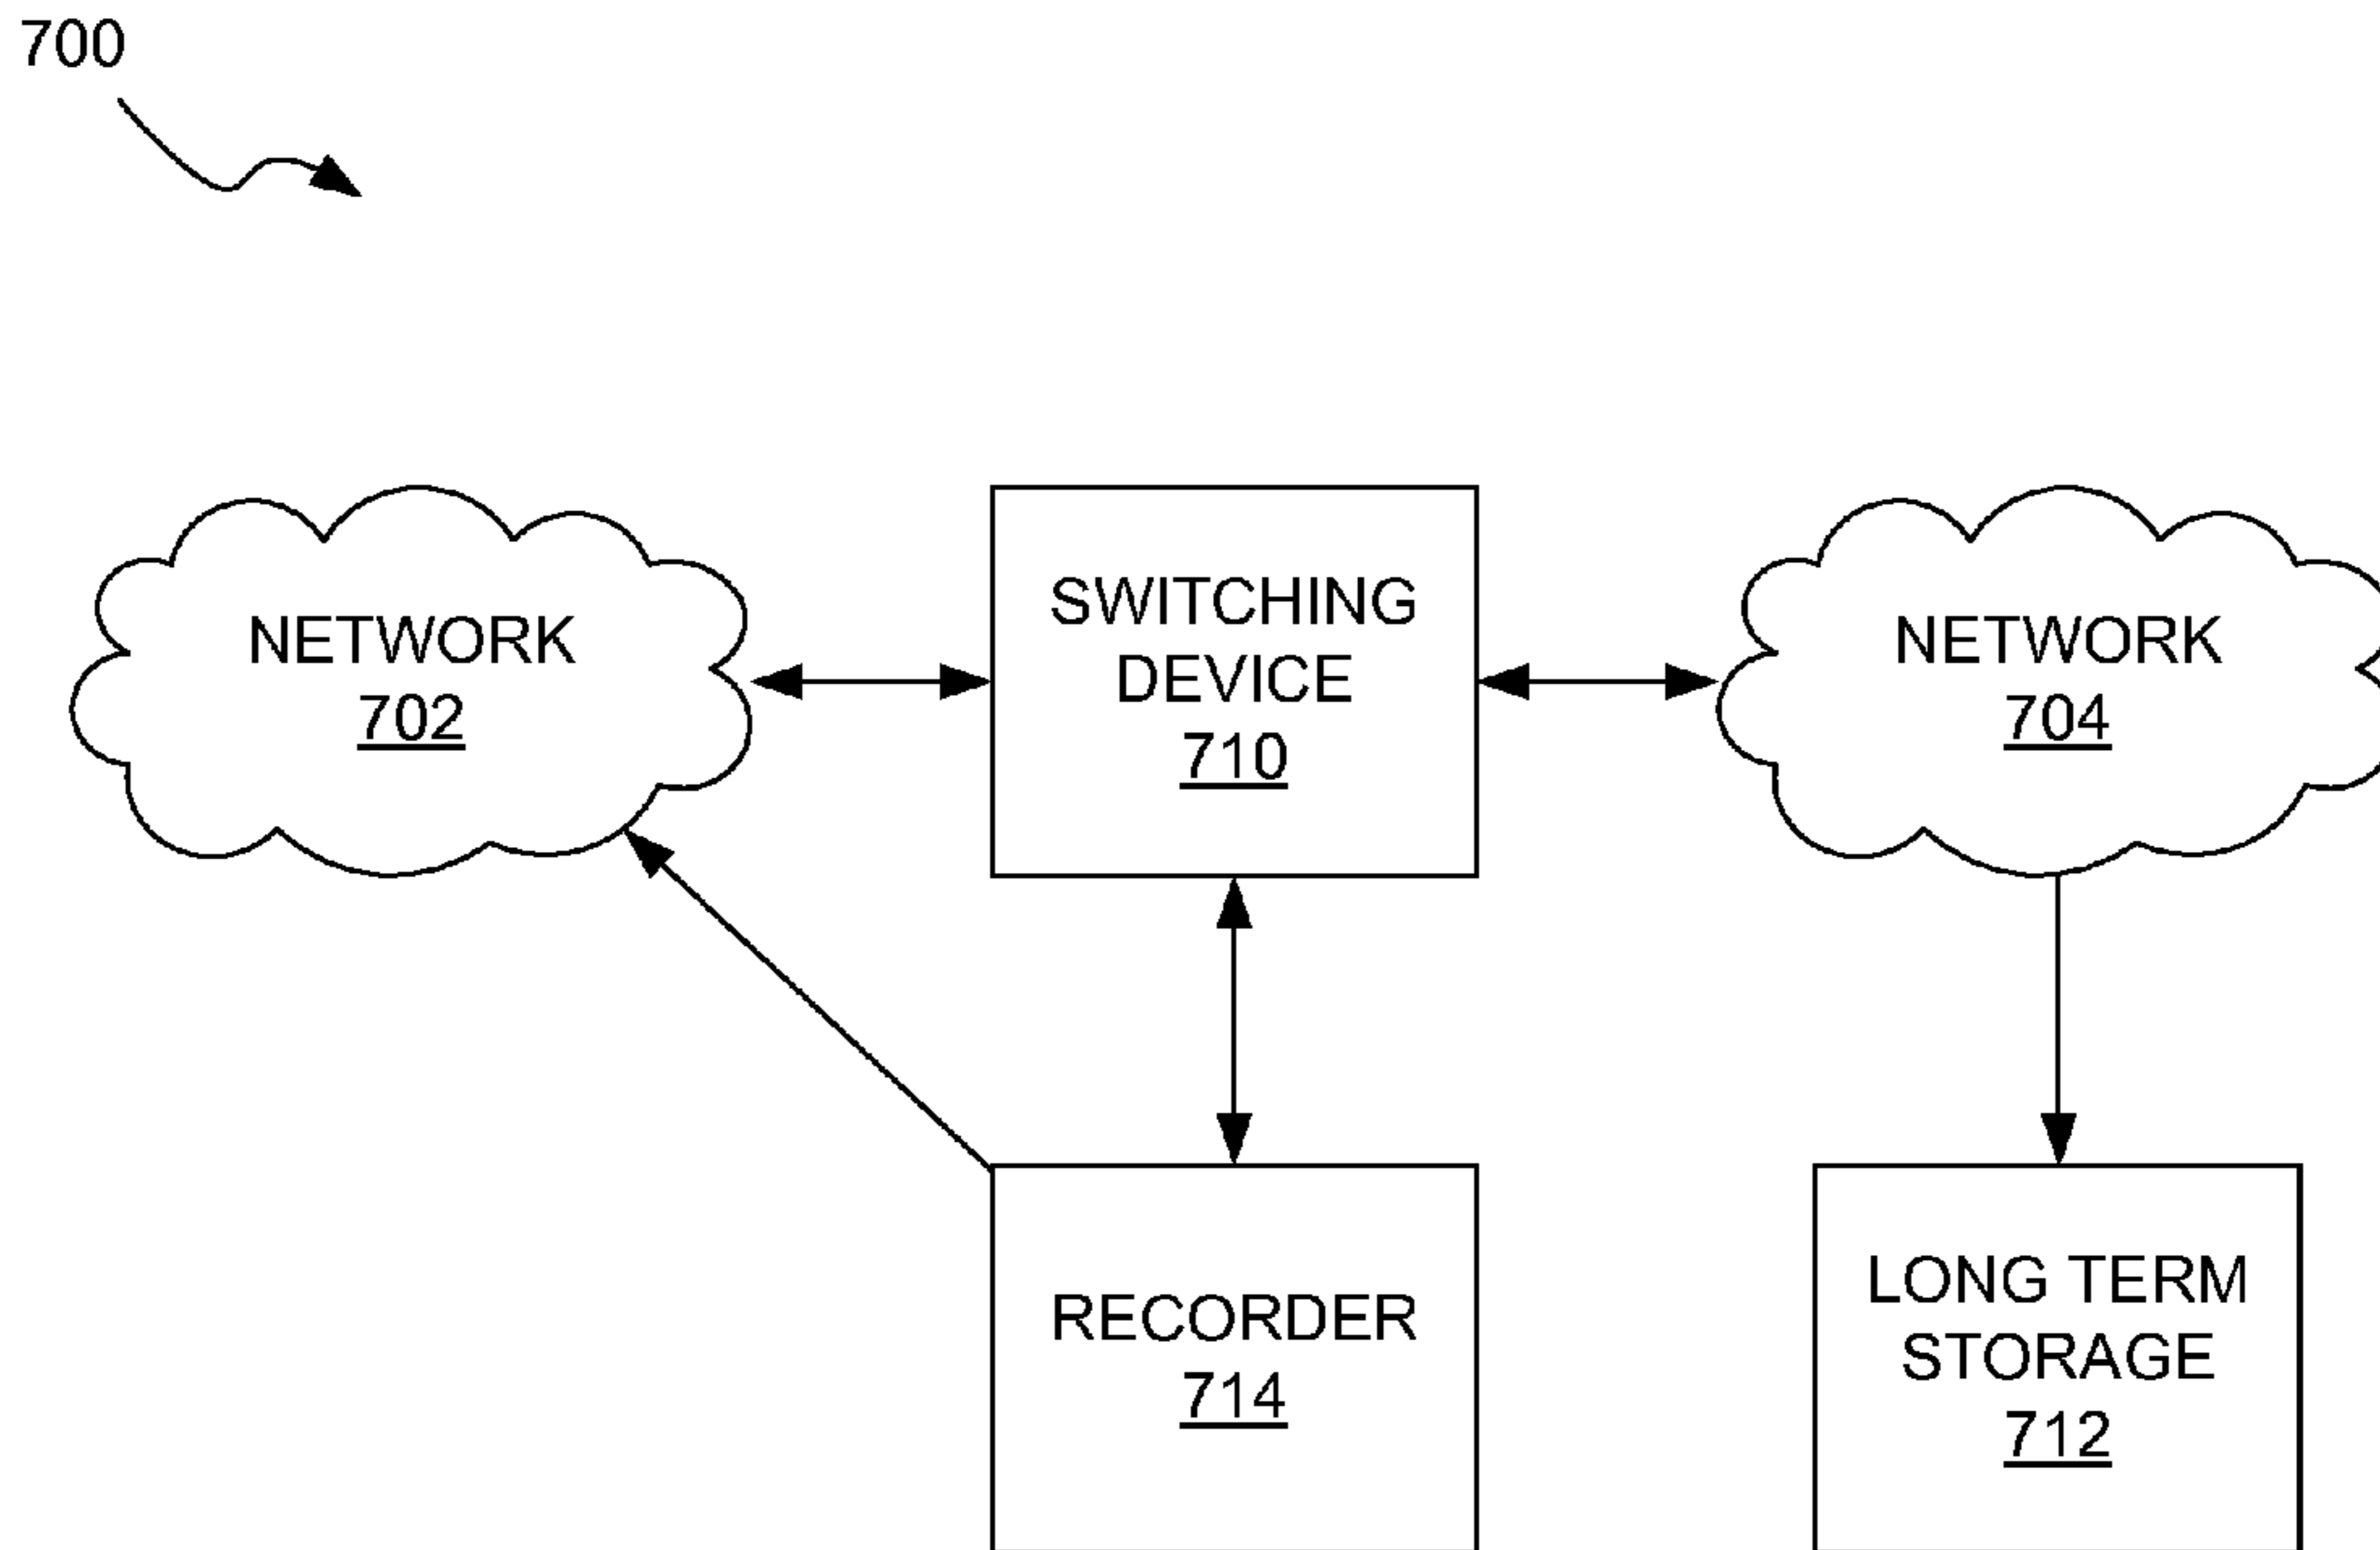 700
NETWORK
702
SWITCHING
DEVICE
710
NETWORK
704
RECORDER
714
LONG TERM
STORAGE
712